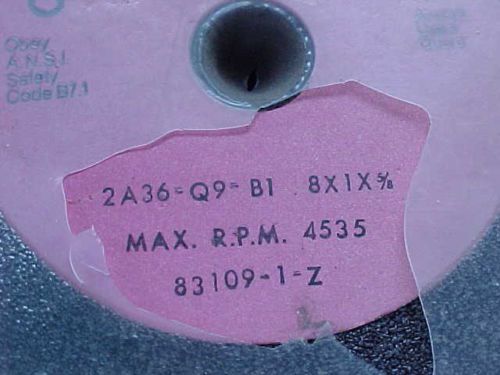 Obey
A.N.S.I.
Safety
Code B7.1
2A36-Q9-B1 8X1X5/8
MAX. R.P.M. 4535
83109-1-Z